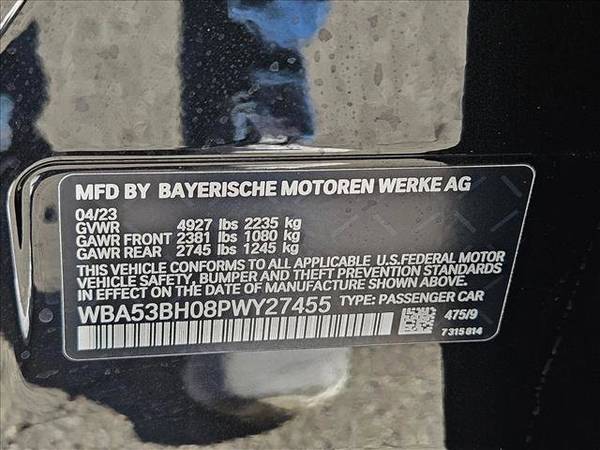 MFD BY BAYERISCHE MOTOREN WERKE AG
04/23
GVWR 4927 lbs 2235 kg
GAWR FRONT 2381 lbs 1080 kg
GAWR REAR 2745 lbs 1245 kg
THIS VEHICLE CONFORMS TO ALL APPLICABLE U.S.FEDERAL MOTOR
VEHICLE SAFETY, BUMPER AND THEFT PREVENTION STANDARDS
IN EFFECT ON THE DATE OF MANUFACTURE SHOWN ABOVE.
WBA53BH08PWY27455 TYPE: PASSENGER CAR
475/9
7 315 814